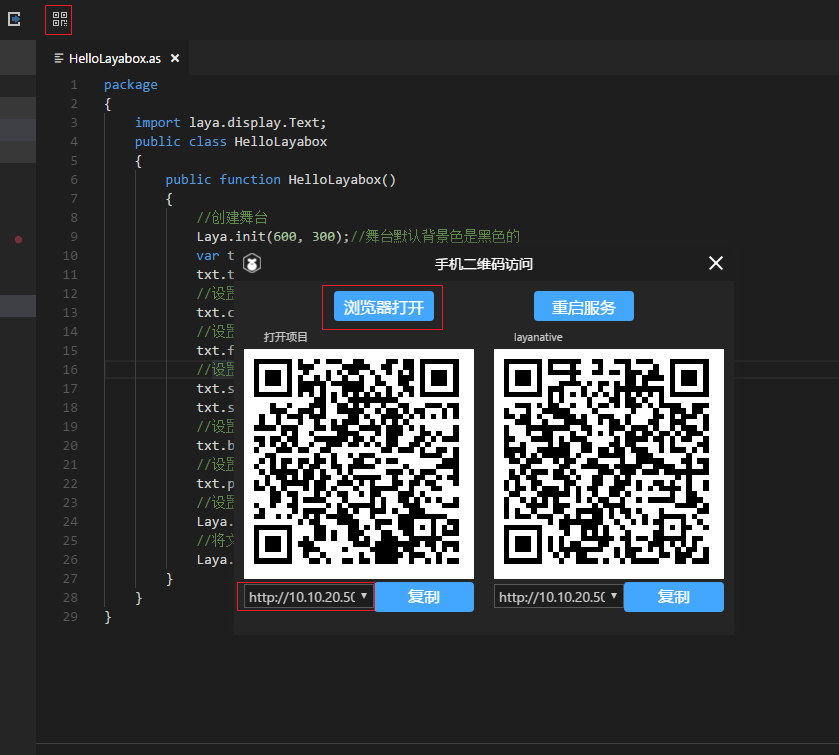 HelloLayabox.as
1 package
2 {
3 import laya.display.Text;
4 public class HelloLayabox
5 {
6 public function HelloLayabox()
7 {
8 //创建舞台
9 Laya.init(600, 300);//舞台默认背景色是黑色的
10 var t
11 txt.t
12 //设置
13 txt.c
14 //设置
15 txt.f
16 //设置
17 txt.s
18 txt.s
19 //设置
20 txt.b
21 //设置
22 txt.p
23 //设置
24 Laya.
25 //将文
26 Laya.
27 }
28 }
29 }
手机二维码访问
浏览器打开 重启服务
打开项目 layanative
http://10.10.20.50 复制 http://10.10.20.50 复制